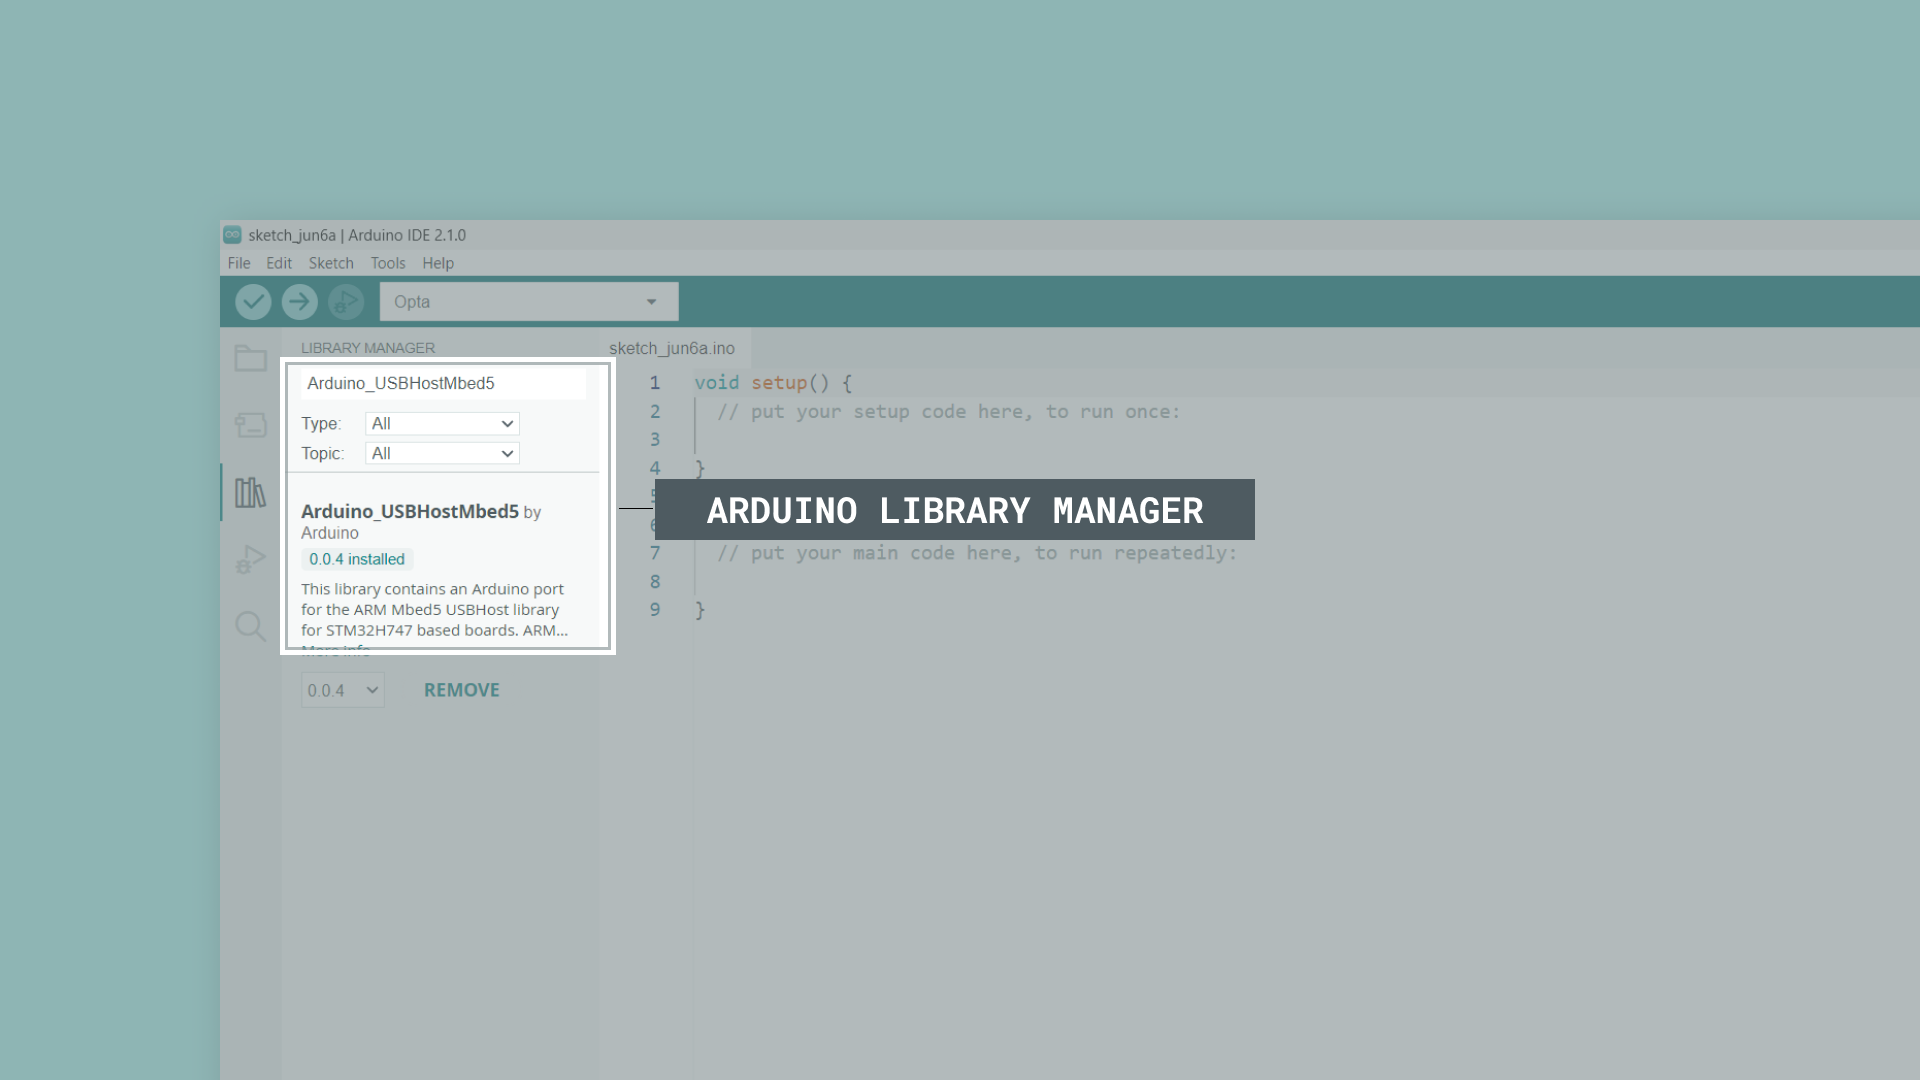 sketch_jun6a | Arduino IDE 2.1.0
File Edit Sketch Tools Help
Opta
LIBRARY MANAGER
Arduino_USBHostMbed5
Type: All
Topic: All
Arduino_USBHostMbed5 by
Arduino
0.0.4 installed
This library contains an Arduino port
for the ARM Mbed5 USBHost library
for STM32H747 based boards. ARM...
More info
0.0.4 REMOVE
sketch_jun6a.ino
1 void setup() {
2 // put your setup code here, to run once:
3
4 }
ARDUINO LIBRARY MANAGER
7 // put your main code here, to run repeatedly:
8
9 }